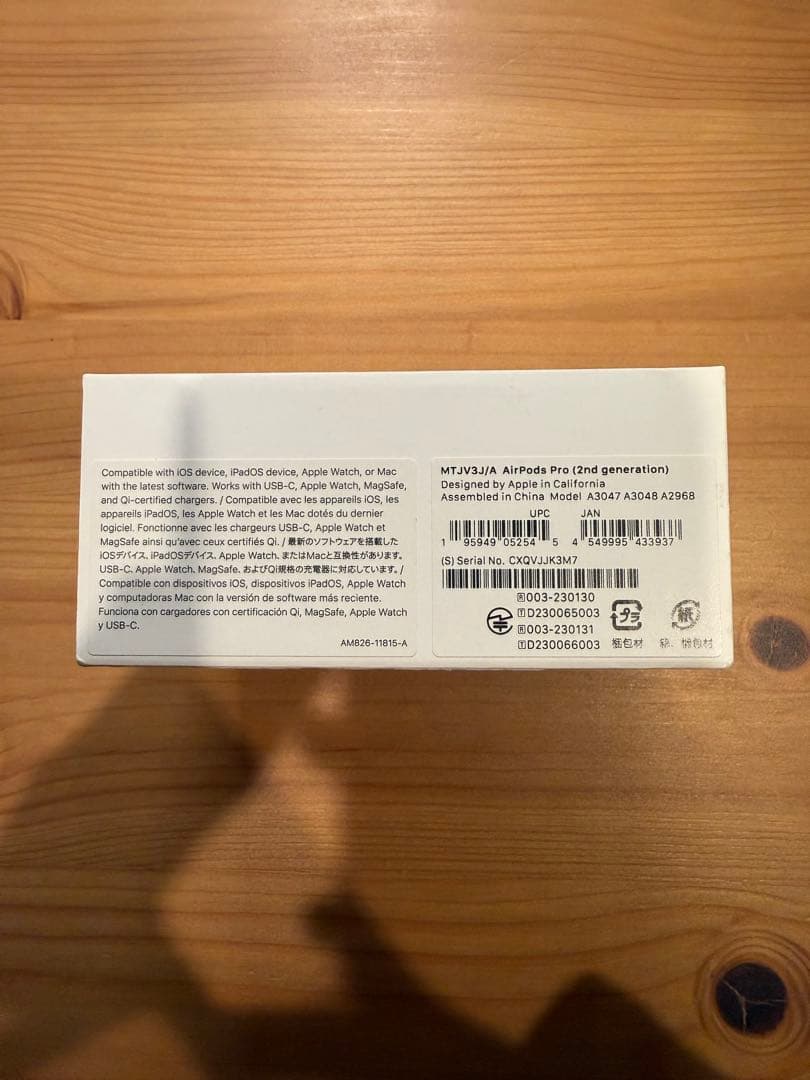 Compatible with iOS device, iPadOS device, Apple Watch, or Mac
with the latest software. Works with USB-C, Apple Watch, MagSafe,
and Qi-certified chargers. / Compatible avec les appareils iOS, les
appareils iPadOS, les Apple Watch et les Mac dotés du dernier
logiciel. Fonctionne avec les chargeurs USB-C, Apple Watch et
MagSafe ainsi qu'avec ceux certifiés Qi. / 最新のソフトウェアを搭載した
iOSデバイス、iPadOSデバイス、Apple Watch、またはMacと互換性があります。
USB-C、Apple Watch、MagSafe、およびQi規格の充電器に対応しています。/
Compatible con dispositivos iOS, dispositivos iPadOS, Apple Watch
y computadoras Mac con la versión de software más reciente.
Funciona con cargadores con certificación Qi, MagSafe, Apple Watch
y USB-C.
AM826-11815-A
MTJV3J/A AirPods Pro (2nd generation)
Designed by Apple in California
Assembled in China Model A3047 A3048 A2968
UPC JAN
1 95949 05254 5 4 549995 433937
(S) Serial No. CXQVJJK3M7
R 003-230130
T D230065003
R 003-230131
T D230066003
プラ 紙
梱包材 箱、梱包材